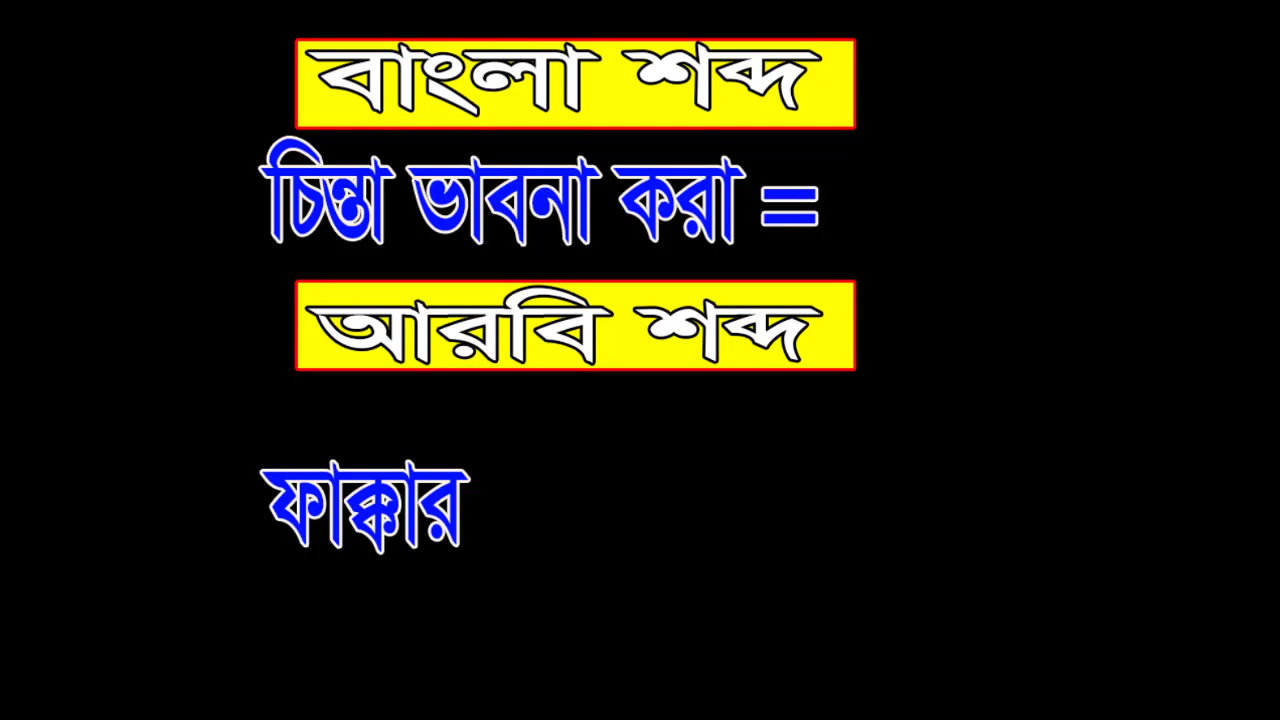 বাংলা শব্দ
চিন্তা ভাবনা করা =
আরবি শব্দ
ফাক্কার